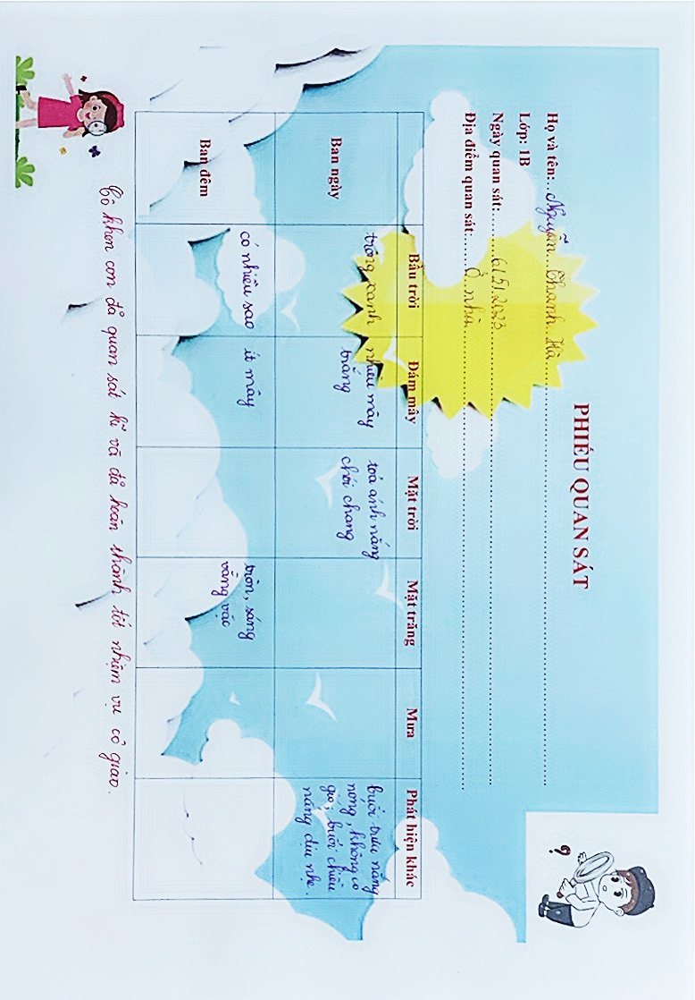 PHIẾU QUAN SÁT
Họ và tên: Nguyễn Thanh Hà
Lớp: 1B
Ngày quan sát: 6/5/2023
Địa điểm quan sát: Ở nhà
Bầu trời Đám mây Mặt trời Mặt trăng Mưa Phát hiện khác
Ban ngày
trong xanh
nhiều mây
trắng
toả ánh nắng
chói chang
buổi trưa nắng
nóng, không có
gió, buổi chiều
nắng dịu nhẹ.
Ban đêm
có nhiều sao
ít mây
tròn, sáng
vằng vặc
Cô khen con đã quan sát kĩ và đã hoàn thành tốt nhiệm vụ cô giao.
?